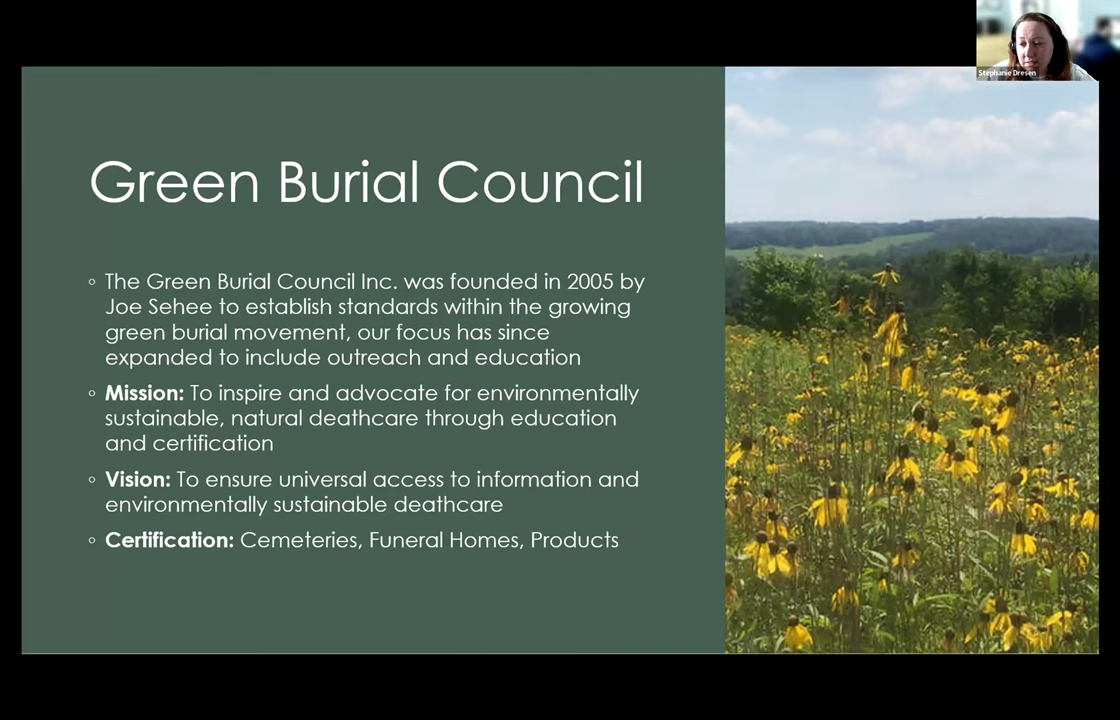 Stephanie Dresen
Green Burial Council
◦ The Green Burial Council Inc. was founded in 2005 by
Joe Sehee to establish standards within the growing
green burial movement, our focus has since
expanded to include outreach and education
◦ Mission: To inspire and advocate for environmentally
sustainable, natural deathcare through education
and certification
◦ Vision: To ensure universal access to information and
environmentally sustainable deathcare
◦ Certification: Cemeteries, Funeral Homes, Products